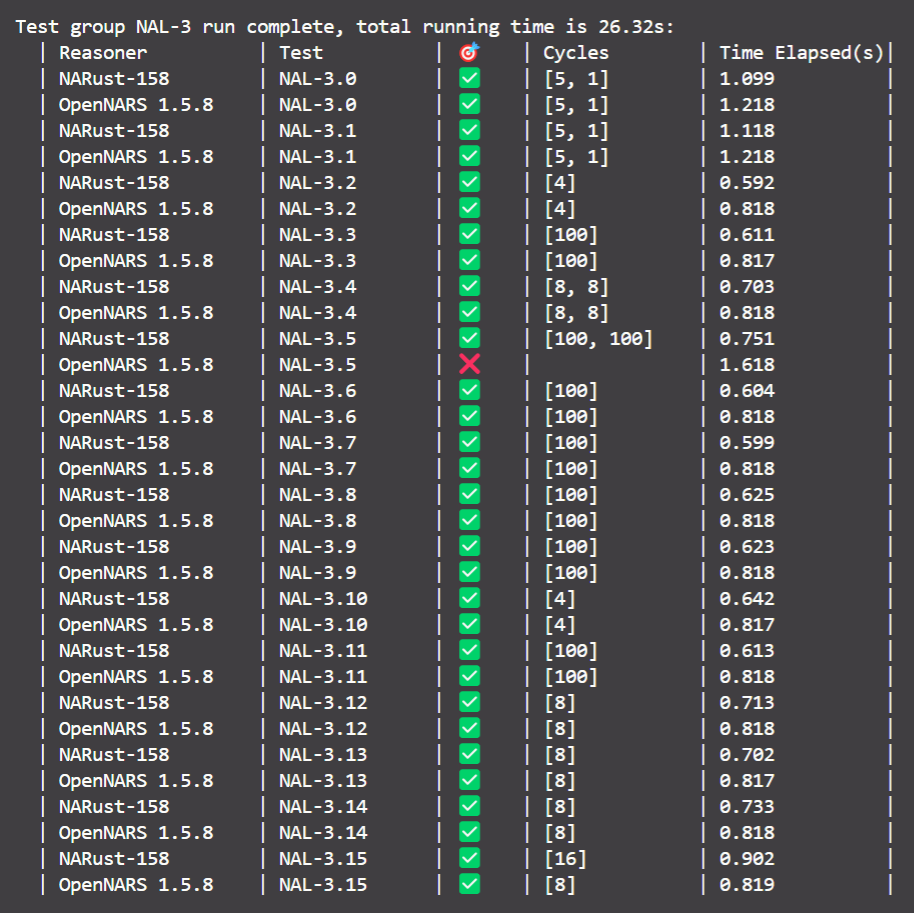 Test group NAL-3 run complete, total running time is 26.32s:
| Reasoner | Test | 🎯 | Cycles | Time Elapsed(s)|
| NARust-158 | NAL-3.0 | ✅ | [5, 1] | 1.099 |
| OpenNARS 1.5.8 | NAL-3.0 | ✅ | [5, 1] | 1.218 |
| NARust-158 | NAL-3.1 | ✅ | [5, 1] | 1.118 |
| OpenNARS 1.5.8 | NAL-3.1 | ✅ | [5, 1] | 1.218 |
| NARust-158 | NAL-3.2 | ✅ | [4] | 0.592 |
| OpenNARS 1.5.8 | NAL-3.2 | ✅ | [4] | 0.818 |
| NARust-158 | NAL-3.3 | ✅ | [100] | 0.611 |
| OpenNARS 1.5.8 | NAL-3.3 | ✅ | [100] | 0.817 |
| NARust-158 | NAL-3.4 | ✅ | [8, 8] | 0.703 |
| OpenNARS 1.5.8 | NAL-3.4 | ✅ | [8, 8] | 0.818 |
| NARust-158 | NAL-3.5 | ✅ | [100, 100] | 0.751 |
| OpenNARS 1.5.8 | NAL-3.5 | ❌ | | 1.618 |
| NARust-158 | NAL-3.6 | ✅ | [100] | 0.604 |
| OpenNARS 1.5.8 | NAL-3.6 | ✅ | [100] | 0.818 |
| NARust-158 | NAL-3.7 | ✅ | [100] | 0.599 |
| OpenNARS 1.5.8 | NAL-3.7 | ✅ | [100] | 0.818 |
| NARust-158 | NAL-3.8 | ✅ | [100] | 0.625 |
| OpenNARS 1.5.8 | NAL-3.8 | ✅ | [100] | 0.818 |
| NARust-158 | NAL-3.9 | ✅ | [100] | 0.623 |
| OpenNARS 1.5.8 | NAL-3.9 | ✅ | [100] | 0.818 |
| NARust-158 | NAL-3.10 | ✅ | [4] | 0.642 |
| OpenNARS 1.5.8 | NAL-3.10 | ✅ | [4] | 0.817 |
| NARust-158 | NAL-3.11 | ✅ | [100] | 0.613 |
| OpenNARS 1.5.8 | NAL-3.11 | ✅ | [100] | 0.818 |
| NARust-158 | NAL-3.12 | ✅ | [8] | 0.713 |
| OpenNARS 1.5.8 | NAL-3.12 | ✅ | [8] | 0.818 |
| NARust-158 | NAL-3.13 | ✅ | [8] | 0.702 |
| OpenNARS 1.5.8 | NAL-3.13 | ✅ | [8] | 0.817 |
| NARust-158 | NAL-3.14 | ✅ | [8] | 0.733 |
| OpenNARS 1.5.8 | NAL-3.14 | ✅ | [8] | 0.818 |
| NARust-158 | NAL-3.15 | ✅ | [16] | 0.902 |
| OpenNARS 1.5.8 | NAL-3.15 | ✅ | [8] | 0.819 |